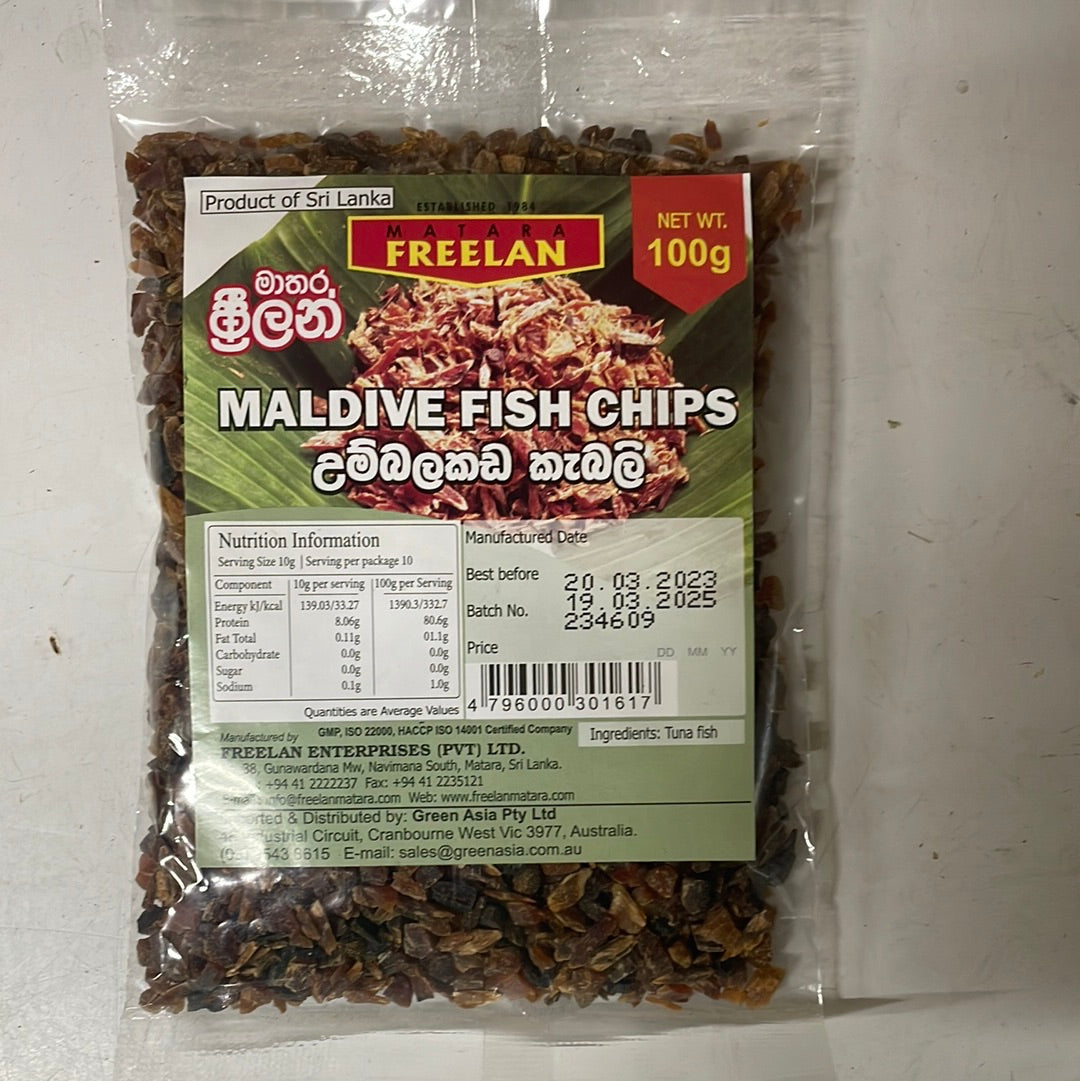 Product of Sri Lanka
ESTABLISHED 1984
MATARA
FREELAN
NET WT.
100g
මාතර
ෆ්‍රීලන්
MALDIVE FISH CHIPS
උම්බලකඩ කැබලි
Nutrition Information
Serving Size 10g | Serving per package 10
Component 10g per serving 100g per Serving
Energy kJ/kcal 139.03/33.27 1390.3/332.7
Protein 8.06g 80.6g
Fat Total 0.11g 01.1g
Carbohydrate 0.0g 0.0g
Sugar 0.0g 0.0g
Sodium 0.1g 1.0g
Quantities are Average Values
Manufactured Date
Best before 20.03.2023
19.03.2025
Batch No. 234609
Price
DD MM YY
4 796000 301617
GMP, ISO 22000, HACCP ISO 14001 Certified Company
Ingredients: Tuna fish
Manufactured by
FREELAN ENTERPRISES (PVT) LTD.
38, Gunawardana Mw, Navimana South, Matara, Sri Lanka.
+94 41 2222237 Fax: +94 41 2235121
info@freelanmatara.com Web: www.freelanmatara.com
& Distributed by: Green Asia Pty Ltd
Circuit, Cranbourne West Vic 3977, Australia.
E-mail: sales@greenasia.com.au